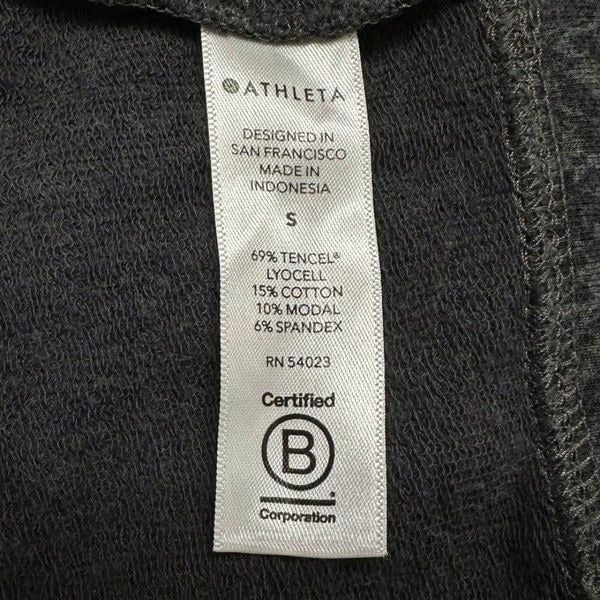 ATHLETA
DESIGNED IN
SAN FRANCISCO
MADE IN
INDONESIA
S
69% TENCEL®
LYOCELL
15% COTTON
10% MODAL
6% SPANDEX
RN 54023
Certified
B
Corporation